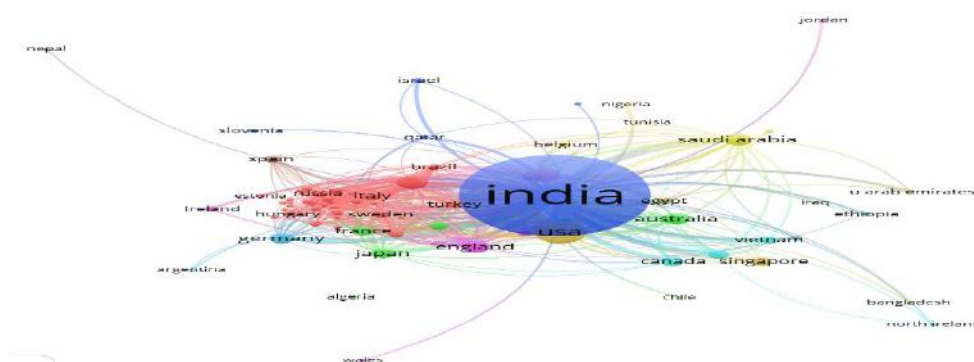 jordan
nepal
israel
nigeria
tunisia
slovenia
qatar
belgium
saudi arabia
spain
brazil
estonia
russia
italy
india
u arab emirates
ireland
turkey
egypt
iraq
hungary
sweden
australia
ethiopia
france
usa
germany
england
vietnam
japan
canada
singapore
argentina
algeria
chile
bangladesh
north ireland
wales